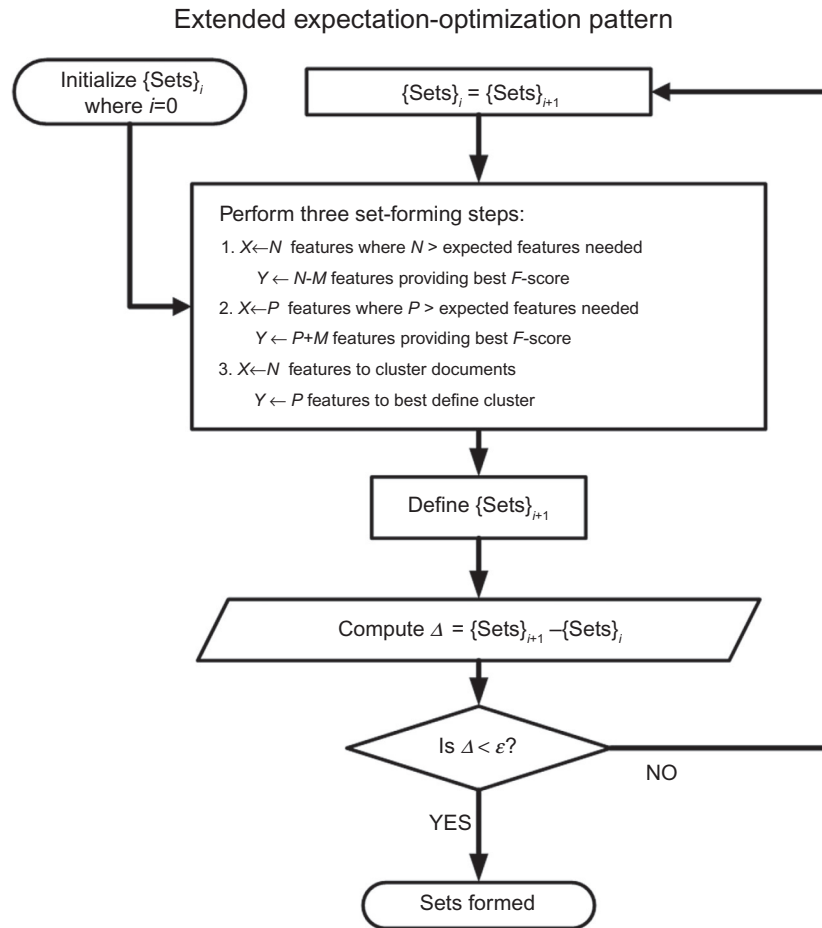 Extended expectation-optimization pattern
Initialize {Sets}i
where i=0
{Sets}i = {Sets}i+1
Perform three set-forming steps:
1. X←N features where N > expected features needed
Y ← N-M features providing best F-score
2. X←P features where P > expected features needed
Y ← P+M features providing best F-score
3. X←N features to cluster documents
Y ← P features to best define cluster
Define {Sets}i+1
Compute Δ = {Sets}i+1 –{Sets}i
Is Δ < ε?
NO
YES
Sets formed